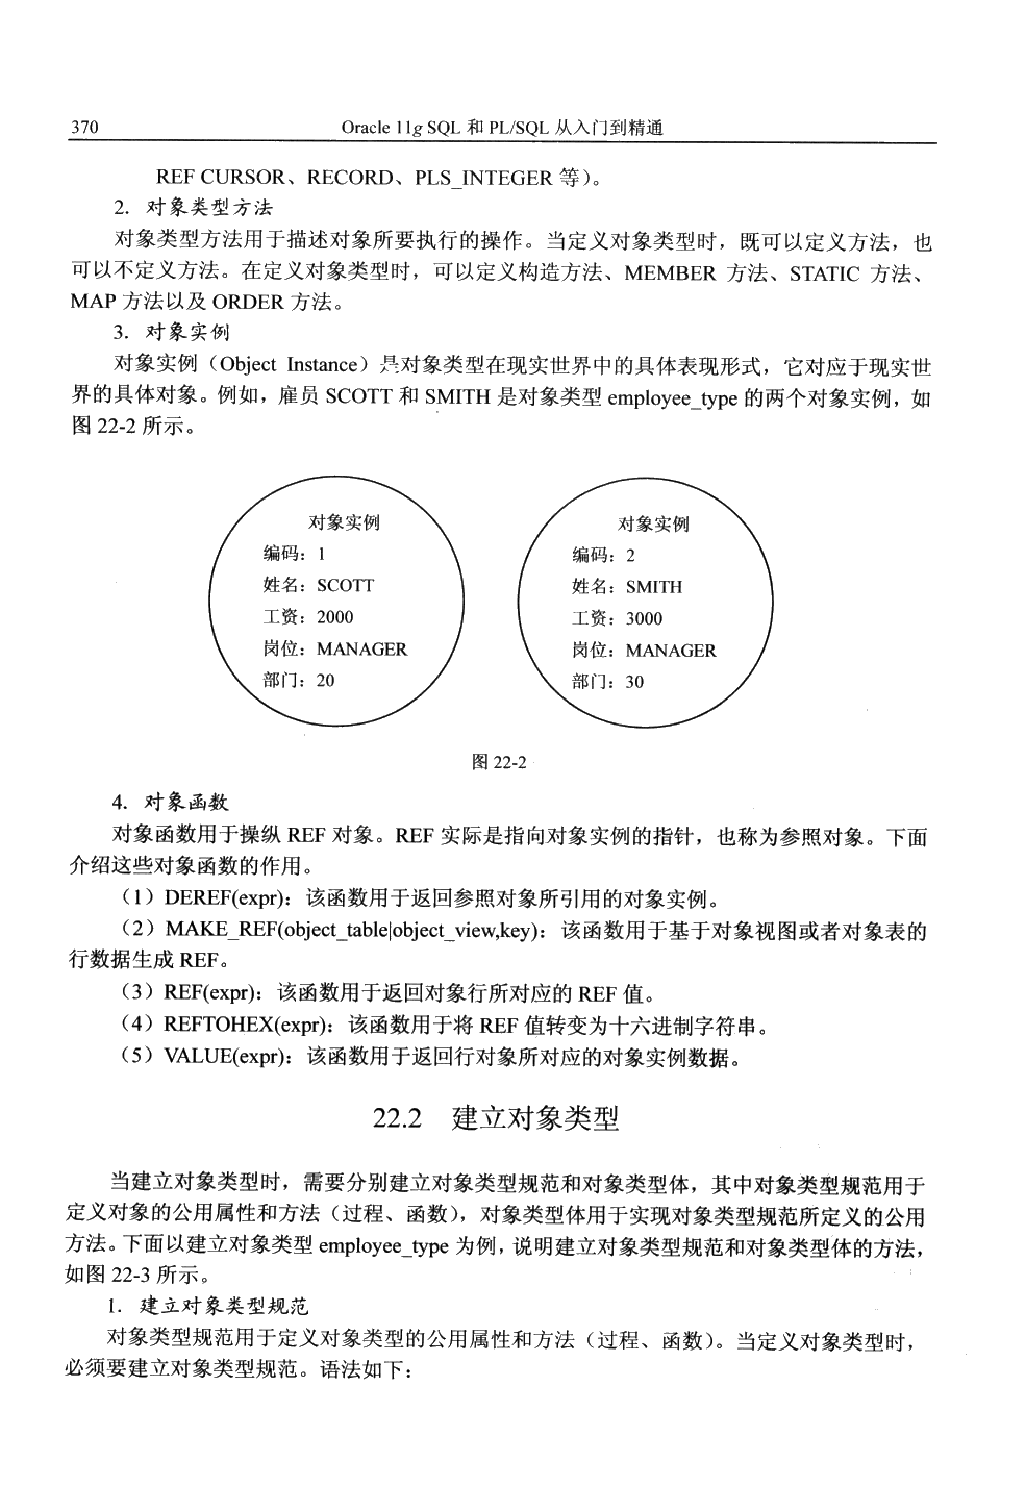 370
Oracle 11g SQL 和 PL/SQL 从入门到精通
REF CURSOR、RECORD、PLS_INTEGER 等）。
2. 对象类型方法
对象类型方法用于描述对象所要执行的操作。当定义对象类型时，既可以定义方法，也
可以不定义方法。在定义对象类型时，可以定义构造方法、MEMBER 方法、STATIC 方法、
MAP 方法以及 ORDER 方法。
3. 对象实例
对象实例（Object Instance）是对象类型在现实世界中的具体表现形式，它对应于现实世
界的具体对象。例如，雇员 SCOTT 和 SMITH 是对象类型 employee_type 的两个对象实例，如
图 22-2 所示。
对象实例
编码：1
姓名：SCOTT
工资：2000
岗位：MANAGER
部门：20
对象实例
编码：2
姓名：SMITH
工资：3000
岗位：MANAGER
部门：30
图 22-2
4. 对象函数
对象函数用于操纵 REF 对象。REF 实际是指向对象实例的指针，也称为参照对象。下面
介绍这些对象函数的作用。
（1）DEREF(expr)：该函数用于返回参照对象所引用的对象实例。
（2）MAKE_REF(object_table|object_view,key)：该函数用于基于对象视图或者对象表的
行数据生成 REF。
（3）REF(expr)：该函数用于返回对象行所对应的 REF 值。
（4）REFTOHEX(expr)：该函数用于将 REF 值转变为十六进制字符串。
（5）VALUE(expr)：该函数用于返回行对象所对应的对象实例数据。
22.2 建立对象类型
当建立对象类型时，需要分别建立对象类型规范和对象类型体，其中对象类型规范用于
定义对象的公用属性和方法（过程、函数），对象类型体用于实现对象类型规范所定义的公用
方法。下面以建立对象类型 employee_type 为例，说明建立对象类型规范和对象类型体的方法，
如图 22-3 所示。
1. 建立对象类型规范
对象类型规范用于定义对象类型的公用属性和方法（过程、函数）。当定义对象类型时，
必须要建立对象类型规范。语法如下：